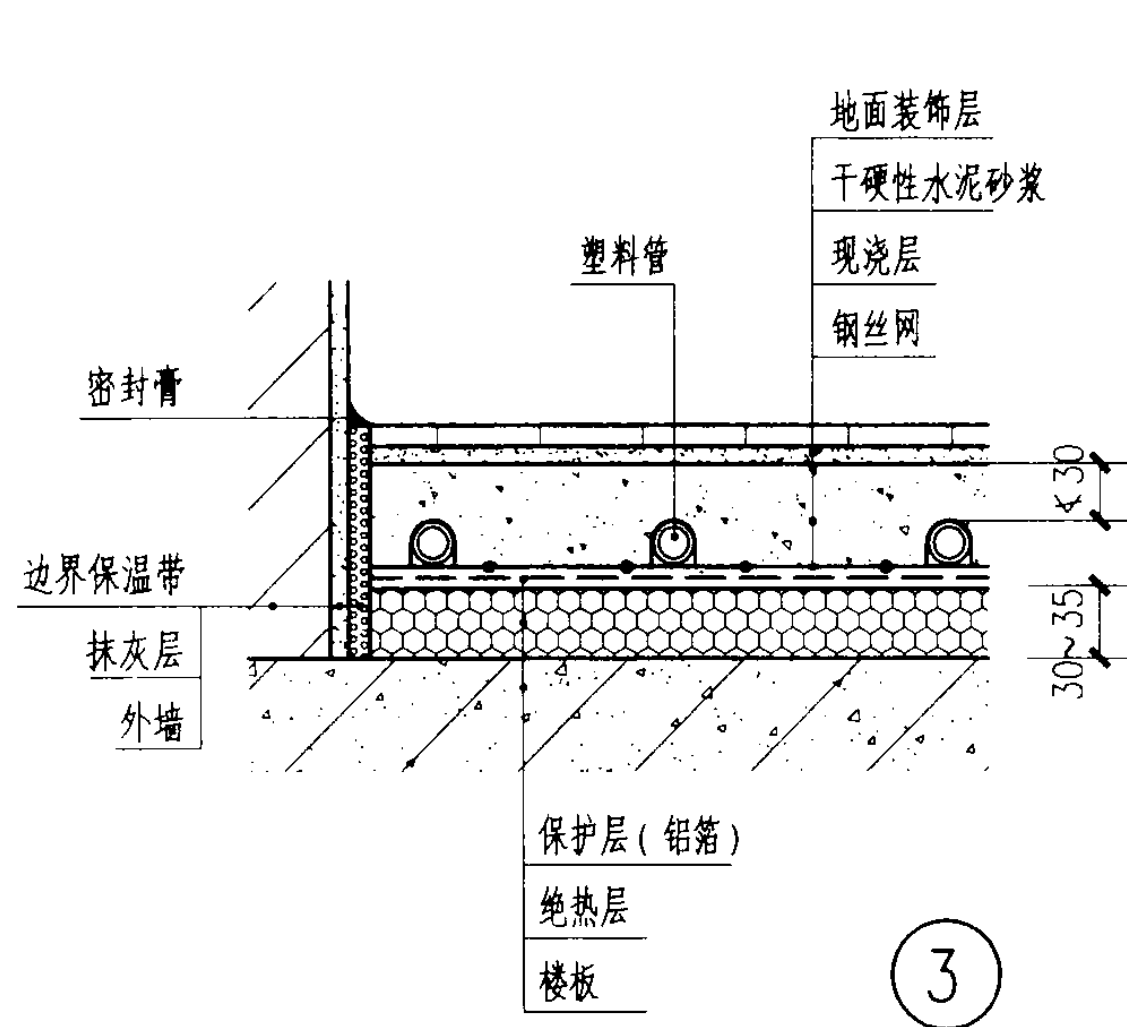 地面装饰层
干硬性水泥砂浆
塑料管
现浇层
钢丝网
密封膏
≮30
边界保温带
抹灰层
外墙
30~35
保护层(铝箔)
绝热层
楼板
3